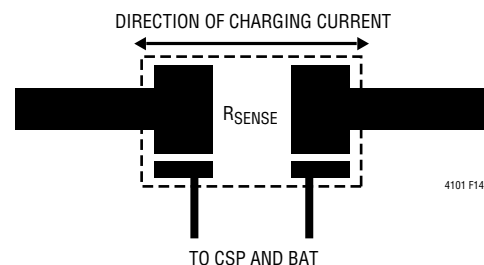 DIRECTION OF CHARGING CURRENT
RSENSE
4101 F14
TO CSP AND BAT